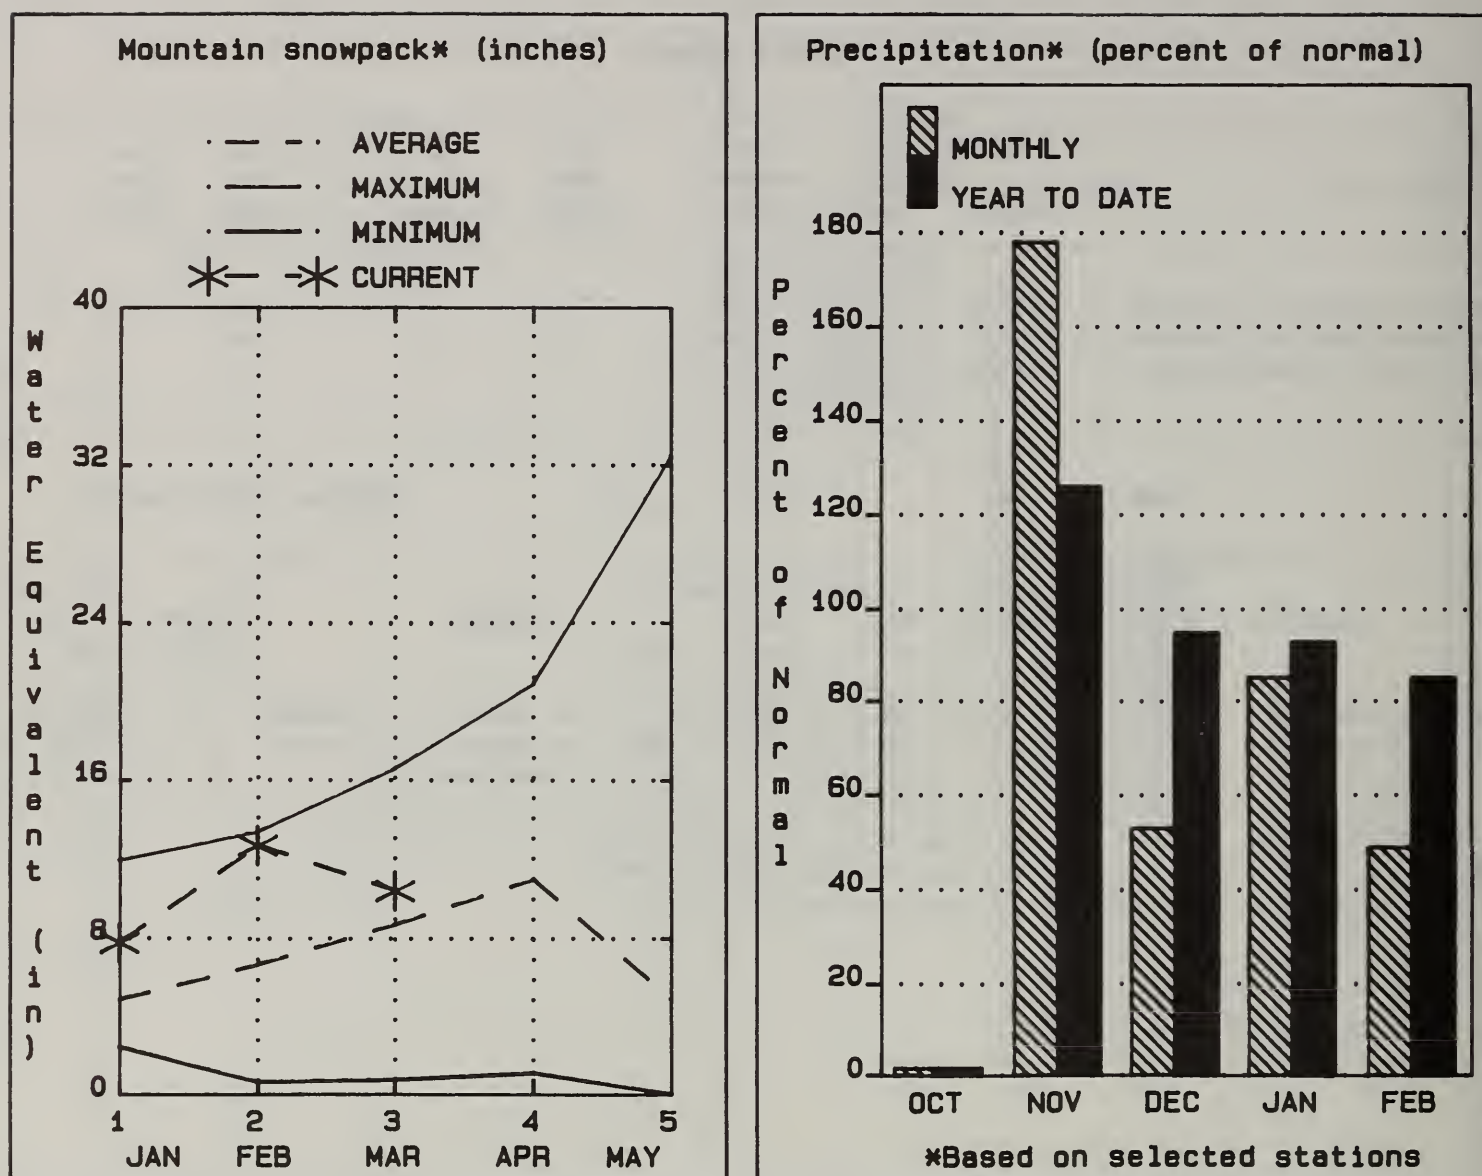 Mountain snowpack* (inches)
AVERAGE
MAXIMUM
MINIMUM
CURRENT
Water Equivalent (in)
40
32
24
16
8
0
1 2 3 4 5
JAN FEB MAR APR MAY
Precipitation* (percent of normal)
MONTHLY
YEAR TO DATE
Percent of Normal
180
160
140
120
100
80
60
40
20
0
OCT NOV DEC JAN FEB
*Based on selected stations